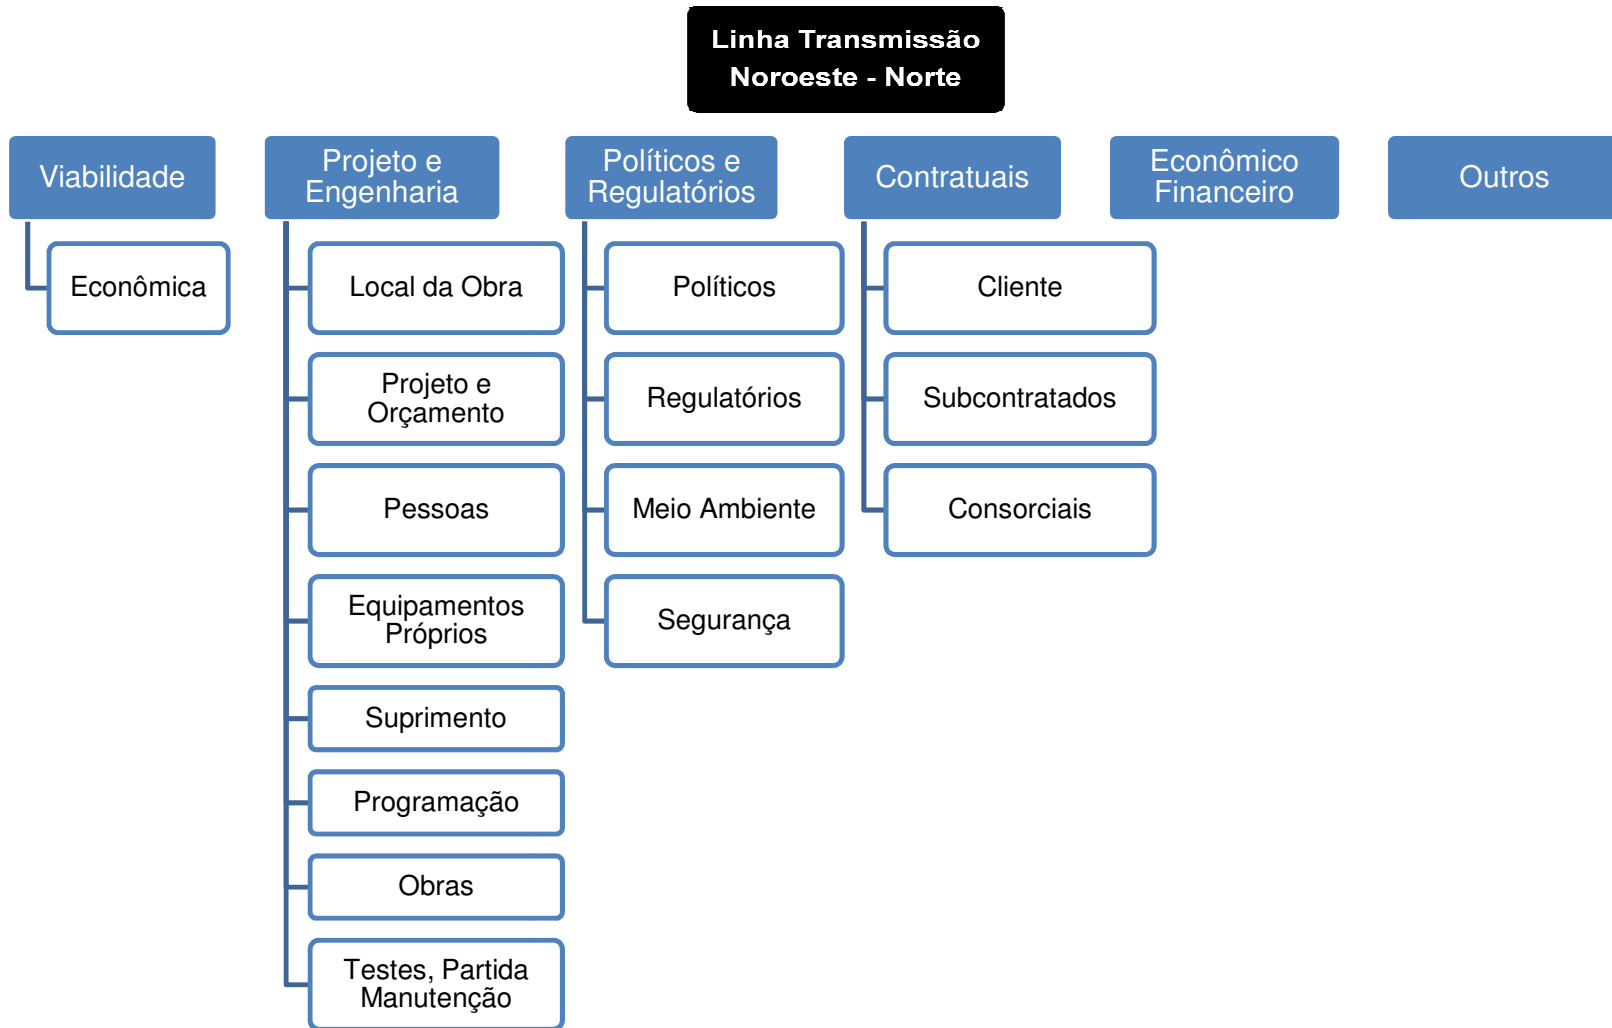 Linha Transmissão
Noroeste - Norte
Viabilidade
Projeto e
Engenharia
Políticos e
Regulatórios
Contratuais
Econômico
Financeiro
Outros
Econômica
Local da Obra
Projeto e
Orçamento
Pessoas
Equipamentos
Próprios
Suprimento
Programação
Obras
Testes, Partida
Manutenção
Políticos
Regulatórios
Meio Ambiente
Segurança
Cliente
Subcontratados
Consorciais